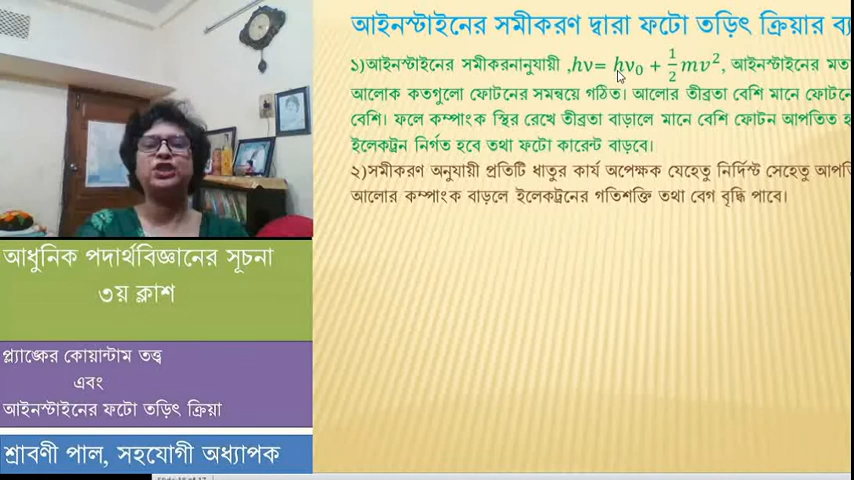 আইনস্টাইনের সমীকরণ দ্বারা ফটো তড়িৎ ক্রিয়ার
১)আইনস্টাইনের সমীকরনানুযায়ী ,hν= hν₀ + ½ mv², আইনস্টাইনের মত
আলোক কতগুলো ফোটনের সমন্বয়ে গঠিত। আলোর তীব্রতা বেশি মানে
বেশি। ফলে কম্পাংক স্থির রেখে তীব্রতা বাড়ালে মানে বেশি ফোটন আপতিত
ইলেকট্রন নির্গত হবে তথা ফটো কারেন্ট বাড়বে।
২)সমীকরণ অনুযায়ী প্রতিটি ধাতুর কার্য অপেক্ষক যেহেতু নির্দিস্ট সেহেতু
আলোর কম্পাংক বাড়লে ইলেকট্রনের গতিশক্তি তথা বেগ বৃদ্ধি পাবে।
আধুনিক পদার্থবিজ্ঞানের সূচনা
৩য় ক্লাশ
প্ল্যাঙ্কের কোয়ান্টাম তত্ত্ব
এবং
আইনস্টাইনের ফটো তড়িৎ ক্রিয়া
শ্রাবণী পাল, সহযোগী অধ্যাপক